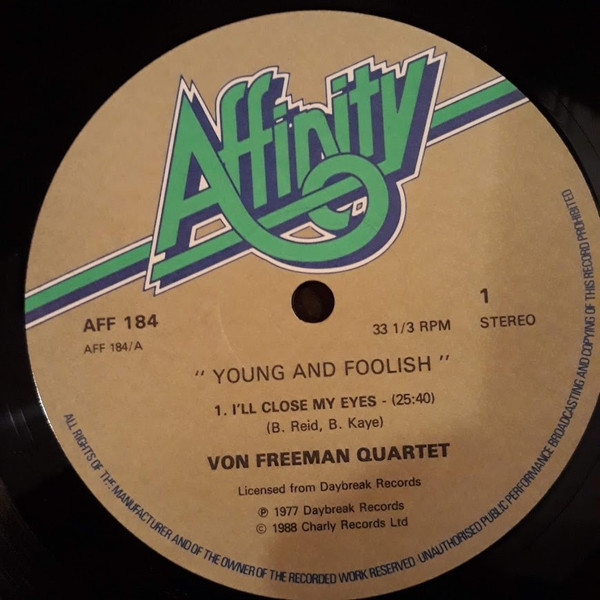 Affinity
AFF 184
AFF 184/A
33 1/3 RPM
1
STEREO
" YOUNG AND FOOLISH "
1. I'LL CLOSE MY EYES - (25:40)
(B. Reid, B. Kaye)
VON FREEMAN QUARTET
Licensed from Daybreak Records
℗ 1977 Daybreak Records
© 1988 Charly Records Ltd
ALL RIGHTS OF THE MANUFACTURER AND OF THE OWNER OF THE RECORDED WORK RESERVED · UNAUTHORISED PUBLIC PERFORMANCE BROADCASTING AND COPYING OF THIS RECORD PROHIBITED